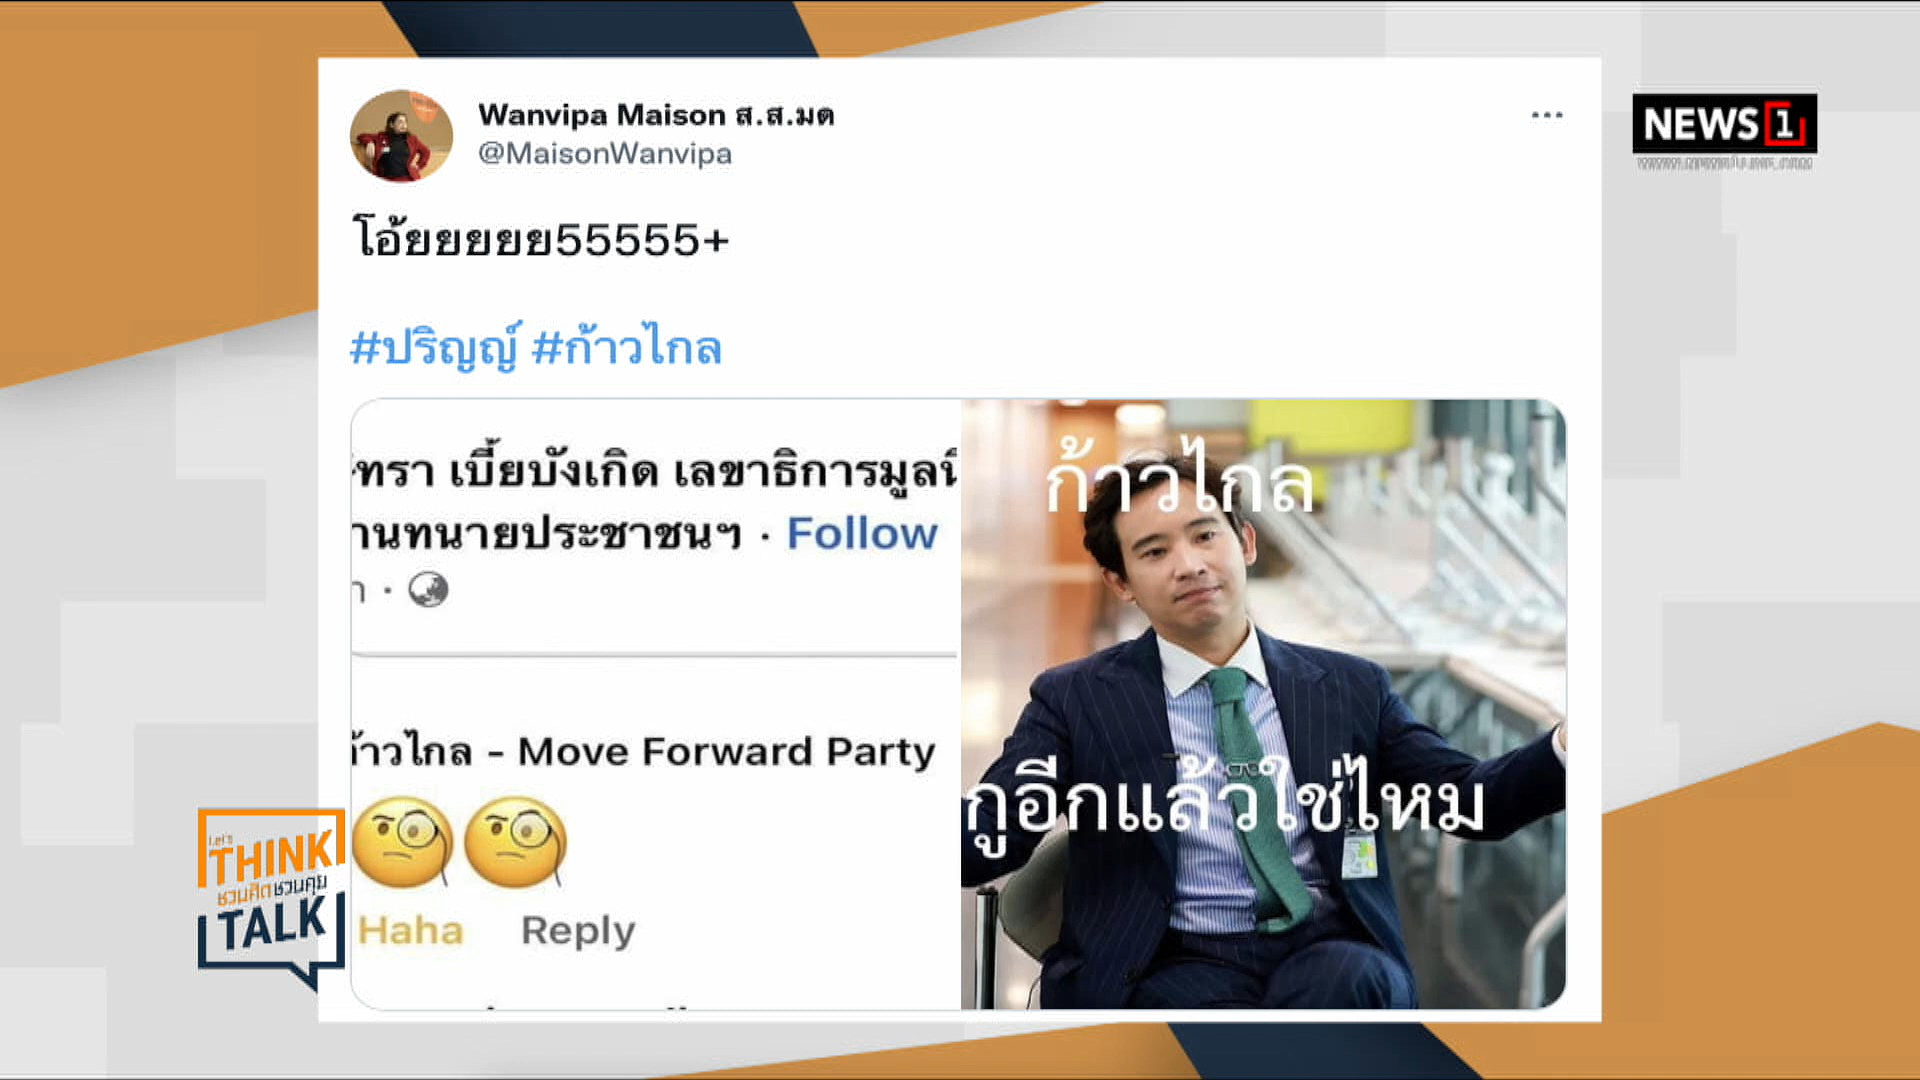 Wanvipa Maison ส.ส.มด
@MaisonWanvipa
NEWS 1
โอ้ยยยยย55555+
#ปริญญ์ #ก้าวไกล
ทรา เบี้ยบังเกิด เลขาธิการมูลนิ
านทนายประชาชนฯ · Follow
ก้าวไกล
ก้าวไกล - Move Forward Party
กูอีกแล้วใช่ไหม
Haha Reply
Let's
THINK
ชวนคิดชวนคุย
TALK